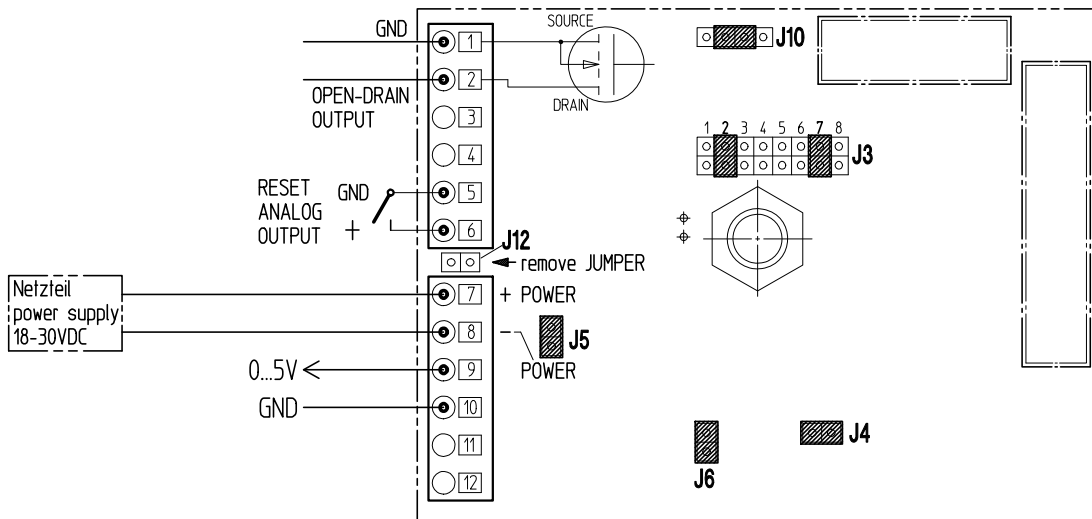 GND
SOURCE
DRAIN
OPEN-DRAIN
OUTPUT
1
2
3
4
5
6
RESET
ANALOG
OUTPUT
GND
+
J12
remove JUMPER
Netzteil
power supply
18-30VDC
7
8
9
10
11
12
+ POWER
-
POWER
J5
0...5V
GND
J10
1 2 3 4 5 6 7 8
J3
J4
J6